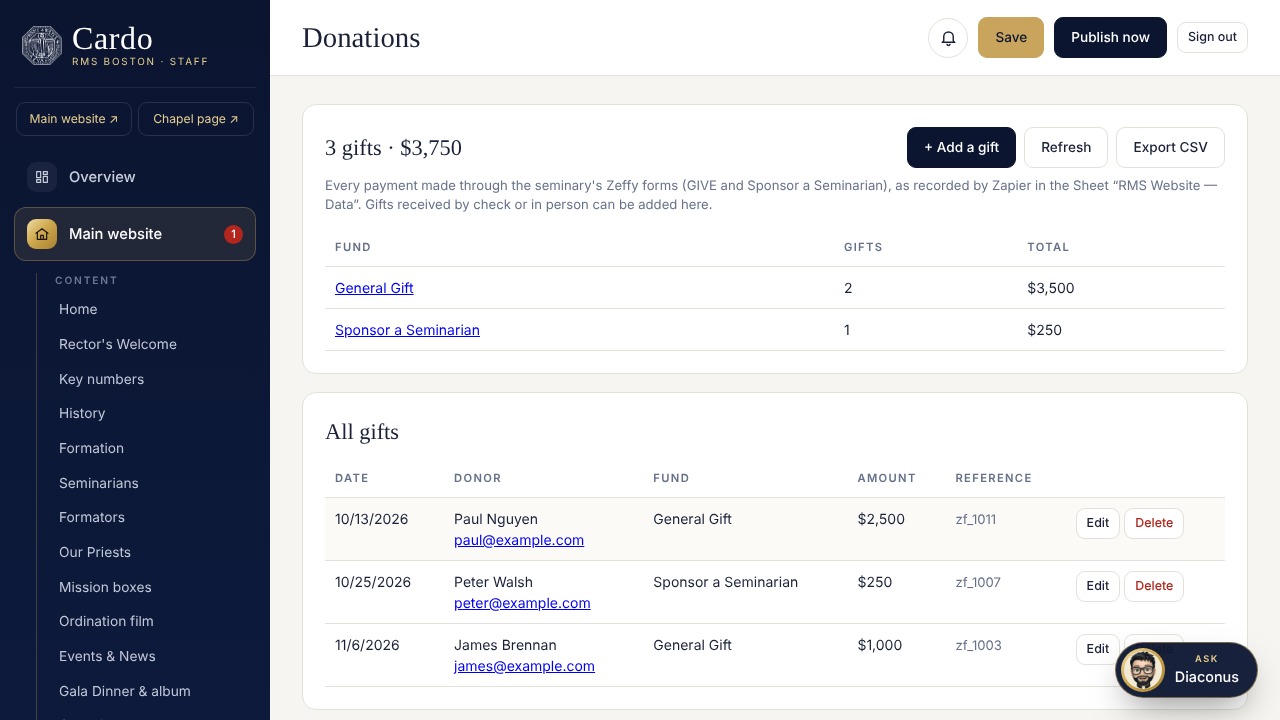 Cardo
RMS BOSTON · STAFF
Main website ↗
Chapel page ↗
Overview
Main website
1
CONTENT
Home
Rector's Welcome
Key numbers
History
Formation
Seminarians
Formators
Our Priests
Mission boxes
Ordination film
Events & News
Gala Dinner & album
Donations
Save
Publish now
Sign out
3 gifts · $3,750
+ Add a gift
Refresh
Export CSV
Every payment made through the seminary's Zeffy forms (GIVE and Sponsor a Seminarian), as recorded by Zapier in the Sheet “RMS Website —
Data”. Gifts received by check or in person can be added here.
FUND GIFTS TOTAL
General Gift 2 $3,500
Sponsor a Seminarian 1 $250
All gifts
DATE DONOR FUND AMOUNT REFERENCE
10/13/2026 Paul Nguyen General Gift $2,500 zf_1011 Edit Delete
paul@example.com
10/25/2026 Peter Walsh Sponsor a Seminarian $250 zf_1007 Edit Delete
peter@example.com
11/6/2026 James Brennan General Gift $1,000 zf_1003 Edit
james@example.com
ASK
Diaconus